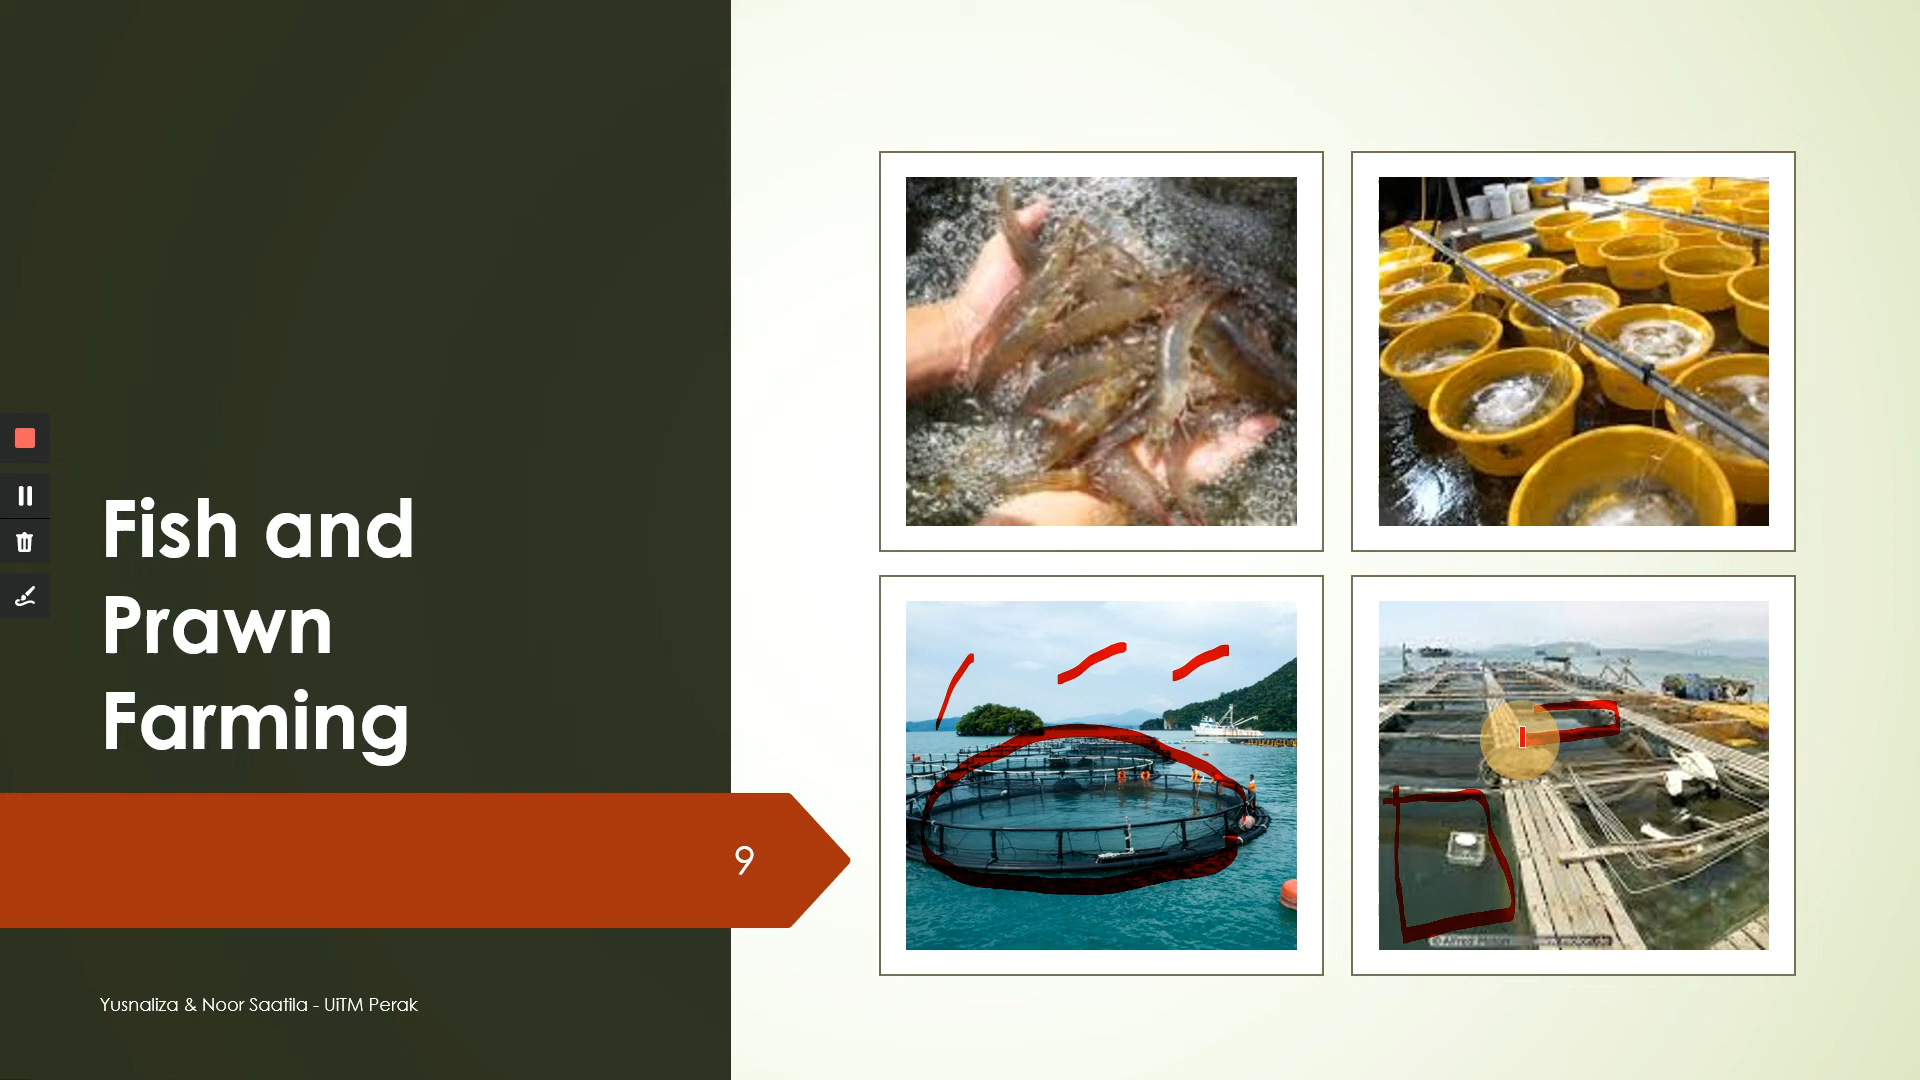 Fish and
Prawn
Farming
9
Yusnaliza & Noor Saatila - UiTM Perak